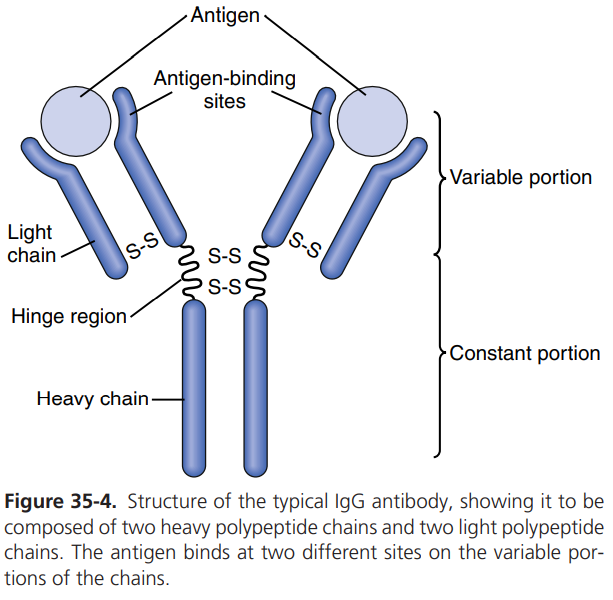 Antigen
Antigen-binding
sites
Variable portion
Light
chain
S-S
S-S
S-S
S-S
Hinge region
Constant portion
Heavy chain
Figure 35-4. Structure of the typical IgG antibody, showing it to be
composed of two heavy polypeptide chains and two light polypeptide
chains. The antigen binds at two different sites on the variable por-
tions of the chains.